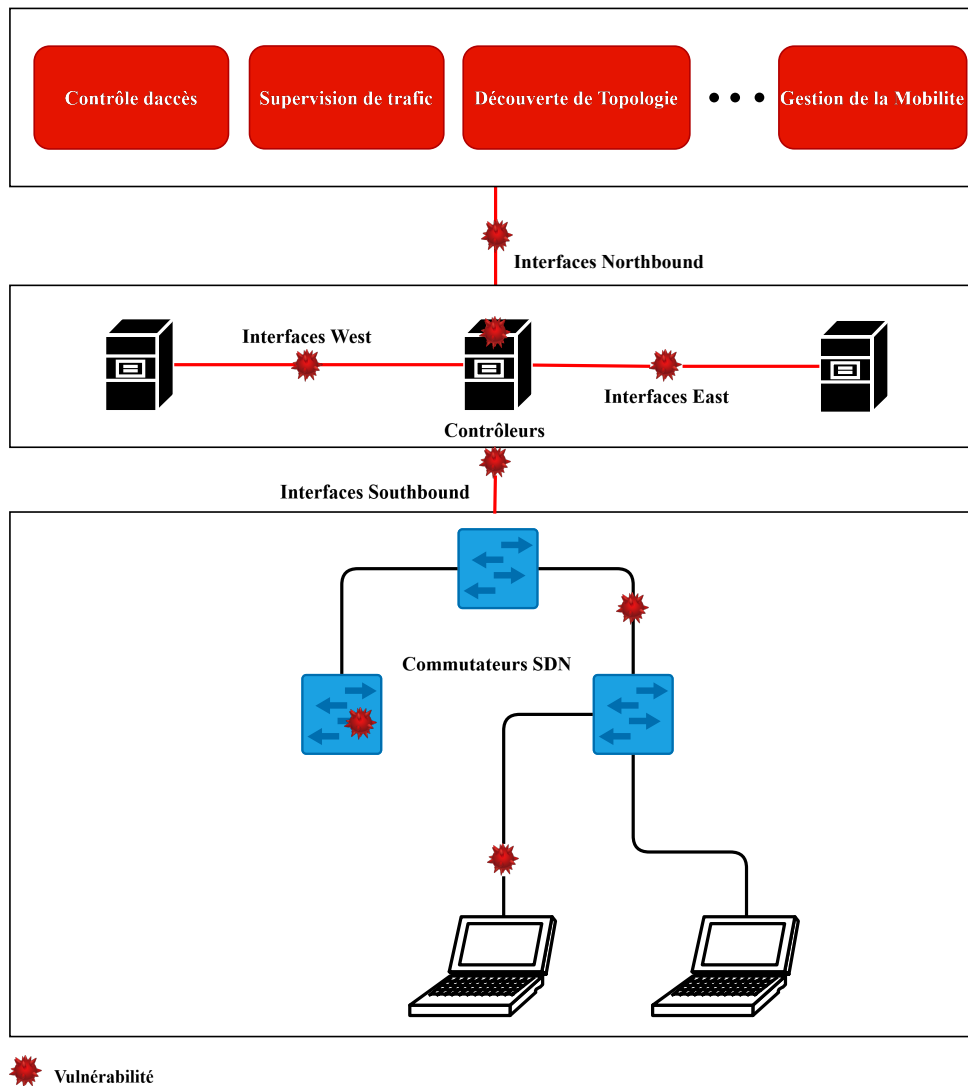 Contrôle daccès
Supervision de trafic
Découverte de Topologie
Gestion de la Mobilite
Interfaces Northbound
Interfaces West
Interfaces East
Contrôleurs
Interfaces Southbound
Commutateurs SDN
Vulnérabilité